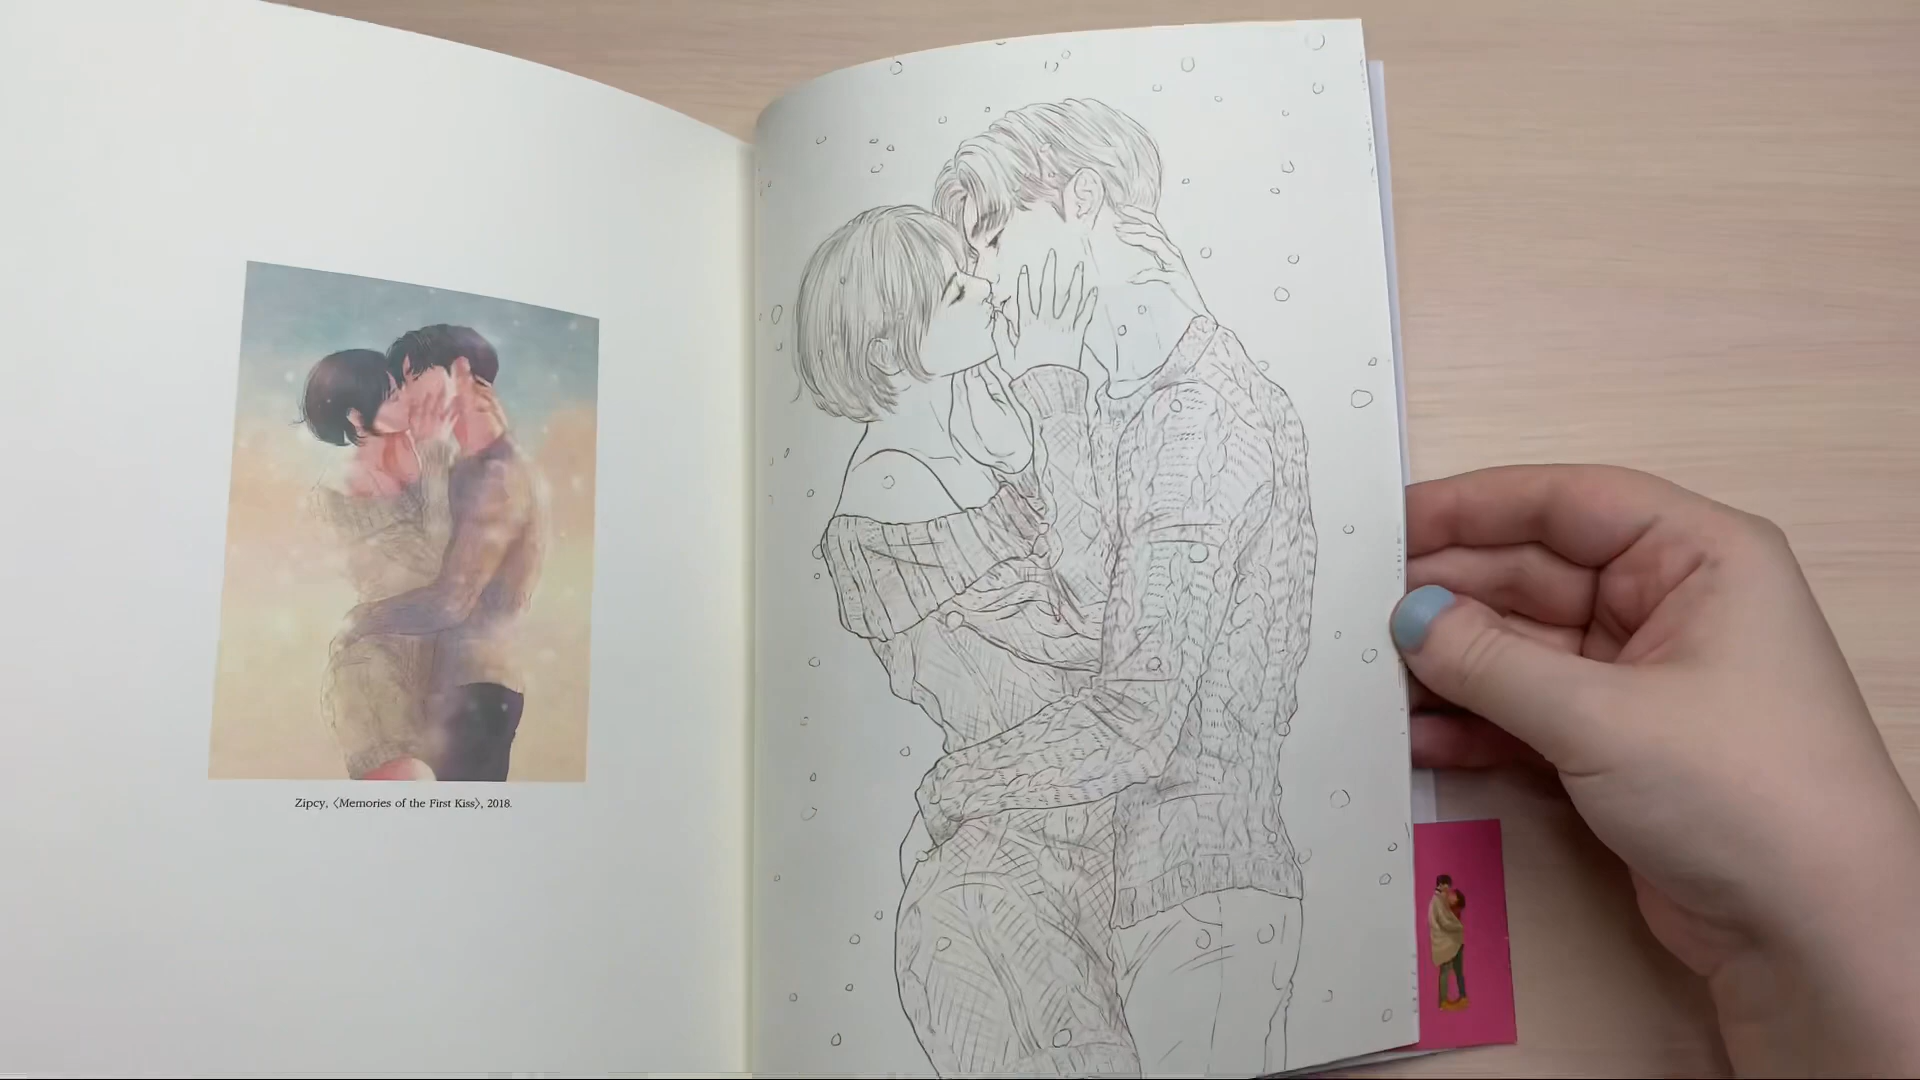 Zipcy, 〈Memories of the First Kiss〉, 2018.